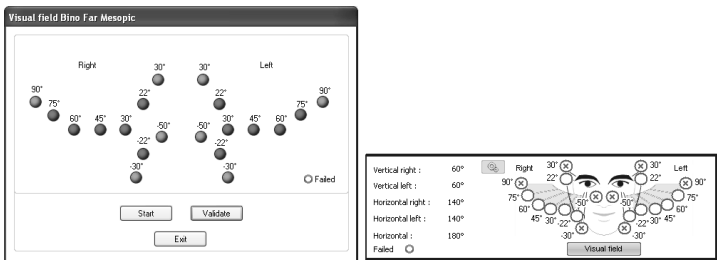 Visual field Bino Far Mesopic
Right 30° 30° Left
90° 22° 22° 90°
75° 75°
60° 45° 30° 30° 45° 60°
-50° -50°
-22° -22°
-30° -30°
Failed
Start Validate
Exit
Vertical right : 60°
Vertical left : 60°
Horizontal right : 140°
Horizontal left : 140°
Horizontal : 180°
Failed
Right 30° 30° Left
22° 22°
90° 90°
75° -50° -50° 75°
60° 60°
45° 30° -22° -22° 30° 45°
-30° -30°
Visual field